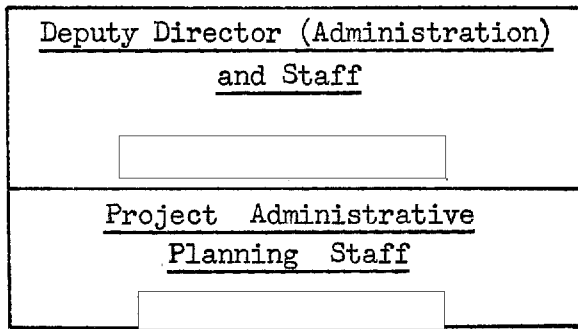 Deputy Director (Administration)
and Staff
Project Administrative
Planning Staff